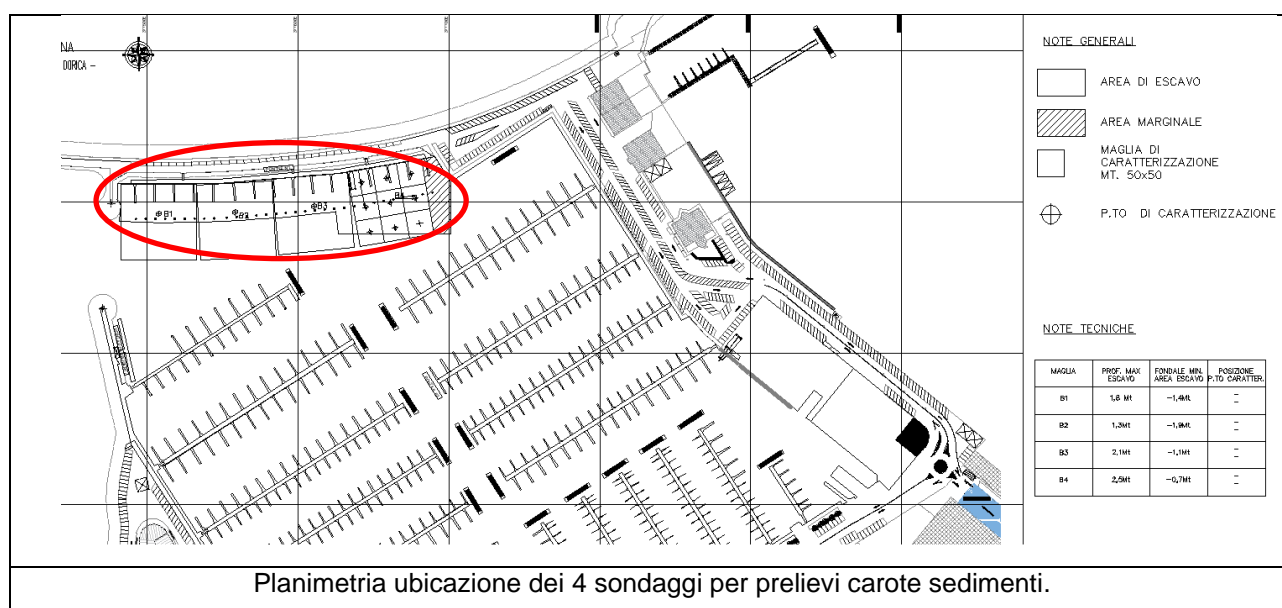 NA
DORICA –
B1
B2
B3
B4
NOTE GENERALI
AREA DI ESCAVO
AREA MARGINALE
MAGLIA DI
CARATTERIZZAZIONE
MT. 50x50
P.TO DI CARATTERIZZAZIONE
NOTE TECNICHE
MAGLIA PROF. MAX ESCAVO FONDALE MIN. AREA ESCAVO POSIZIONE P.TO CARATTER.
B1 1,8 Mt –1,4Mt
B2 1,3Mt –1,9Mt
B3 2,1Mt –1,1Mt
B4 2,5Mt –0,7Mt
Planimetria ubicazione dei 4 sondaggi per prelievi carote sedimenti.